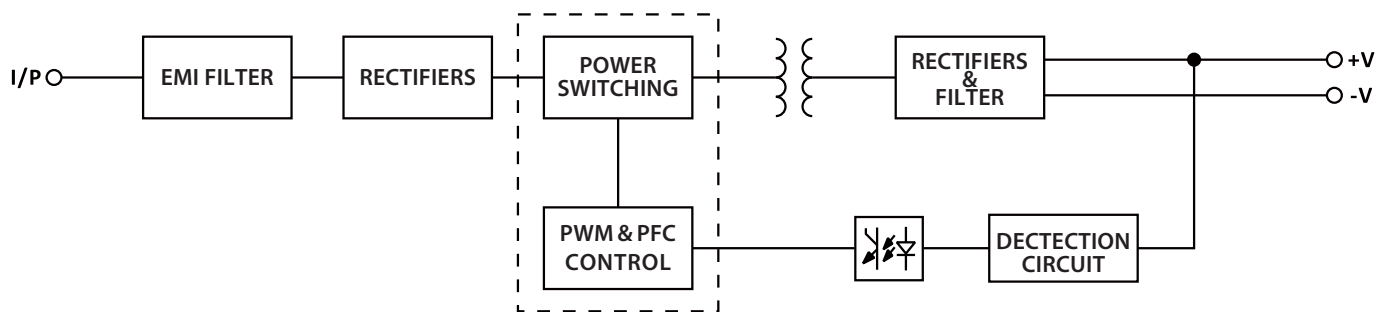 I/P
EMI FILTER
RECTIFIERS
POWER
SWITCHING
RECTIFIERS
&
FILTER
+V
-V
PWM & PFC
CONTROL
DECTECTION
CIRCUIT